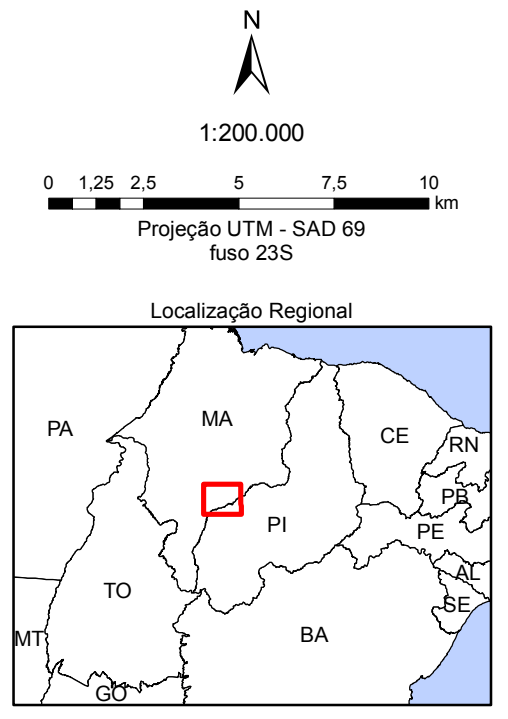 N
1:200.000
0 1,25 2,5 5 7,5 10
km
Projeção UTM - SAD 69
fuso 23S
Localização Regional
PA
MA
CE
RN
PB
PE
PI
AL
SE
TO
MT
BA
GO